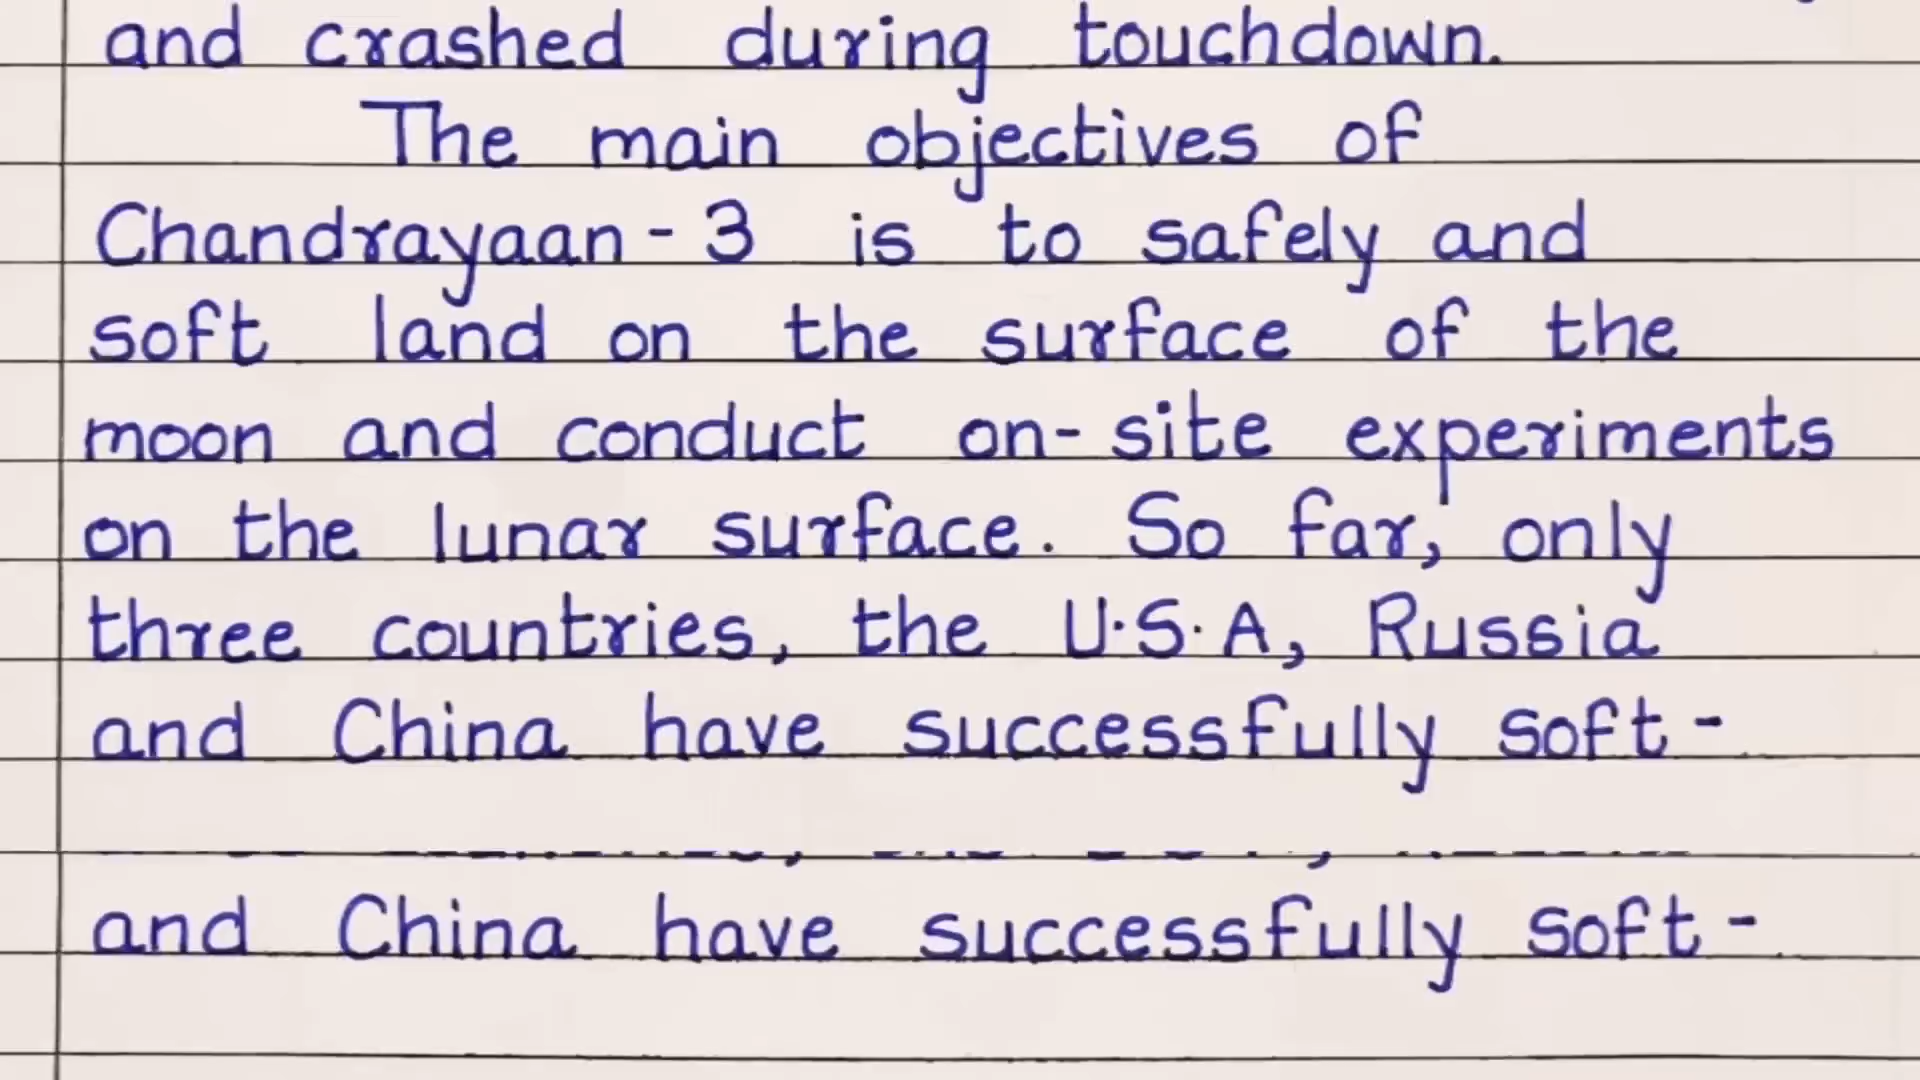 and crashed during touchdown.
The main objectives of
Chandrayaan-3 is to safely and
soft land on the surface of the
moon and conduct on-site experiments
on the lunar surface. So far, only
three countries, the U.S.A, Russia
and China have successfully soft-
and China have successfully soft-